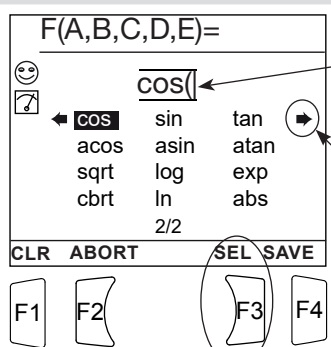 F(A,B,C,D,E)=
cos(
cos sin tan
acos asin atan
sqrt log exp
cbrt ln abs
2/2
CLR ABORT SEL SAVE
F1 F2 F3 F4